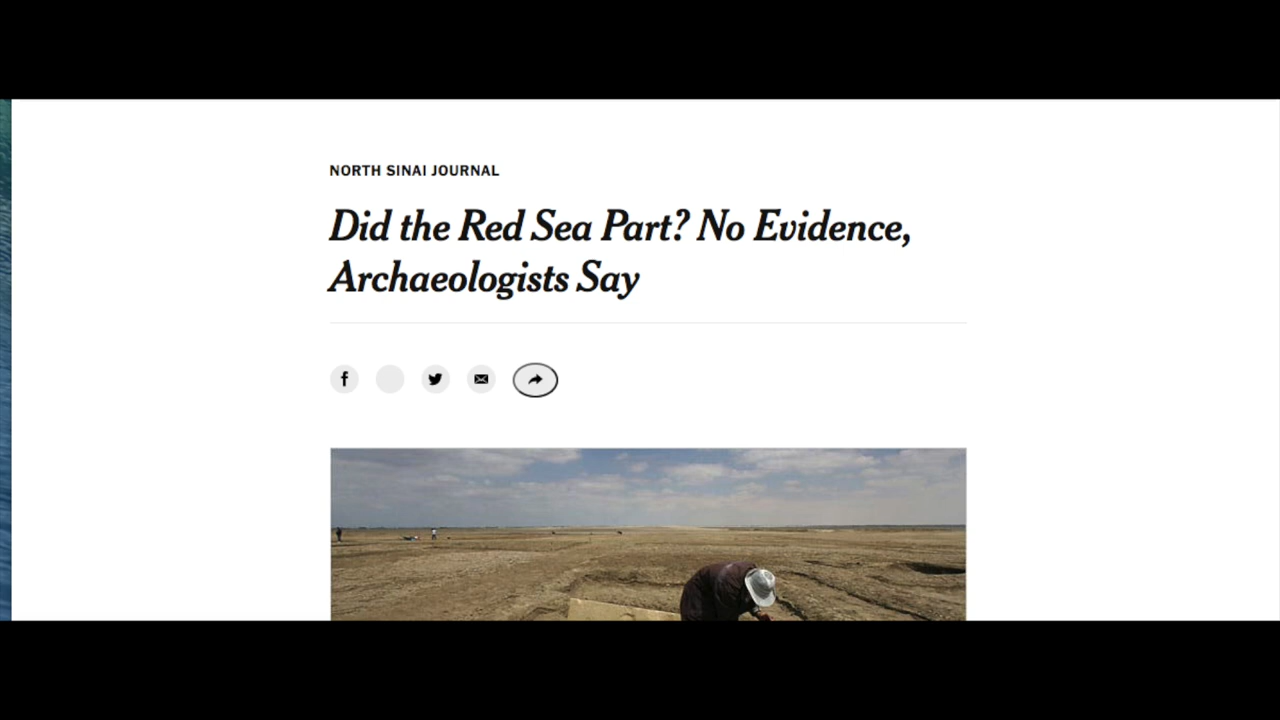 NORTH SINAI JOURNAL
Did the Red Sea Part? No Evidence,
Archaeologists Say